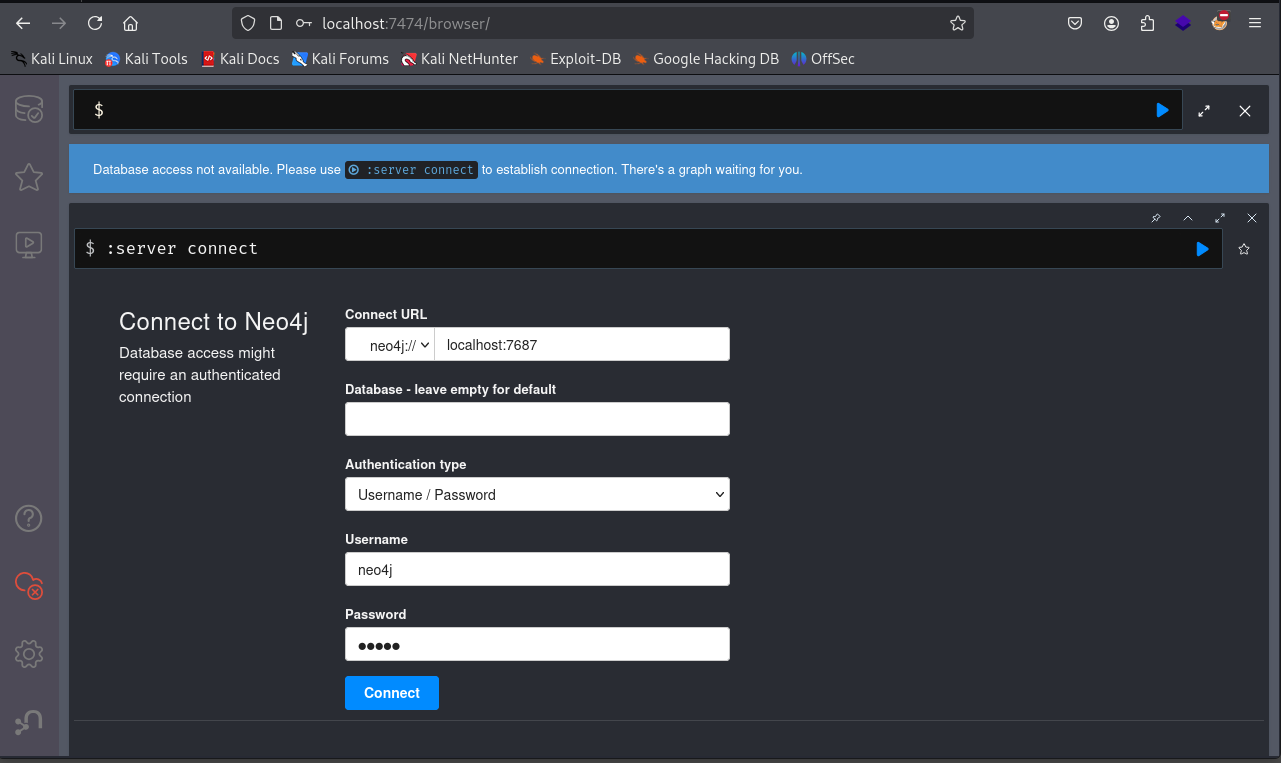 localhost:7474/browser/
Kali Linux Kali Tools Kali Docs Kali Forums Kali NetHunter Exploit-DB Google Hacking DB OffSec
$
Database access not available. Please use :server connect to establish connection. There's a graph waiting for you.
$ :server connect
Connect to Neo4j
Database access might
require an authenticated
connection
Connect URL
neo4j:// localhost:7687
Database - leave empty for default
Authentication type
Username / Password
Username
neo4j
Password
●●●●●
Connect